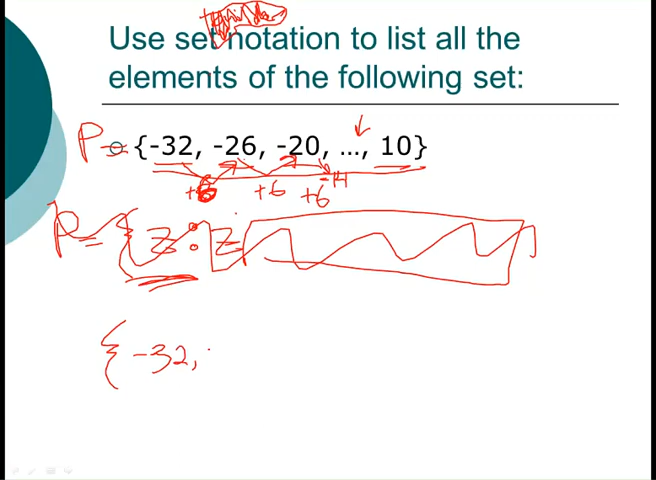 Use set notation to list all the
elements of the following set:
P = {-32, -26, -20, ..., 10}
+6 +6 +6 -14
P = { z : z
{ -32,